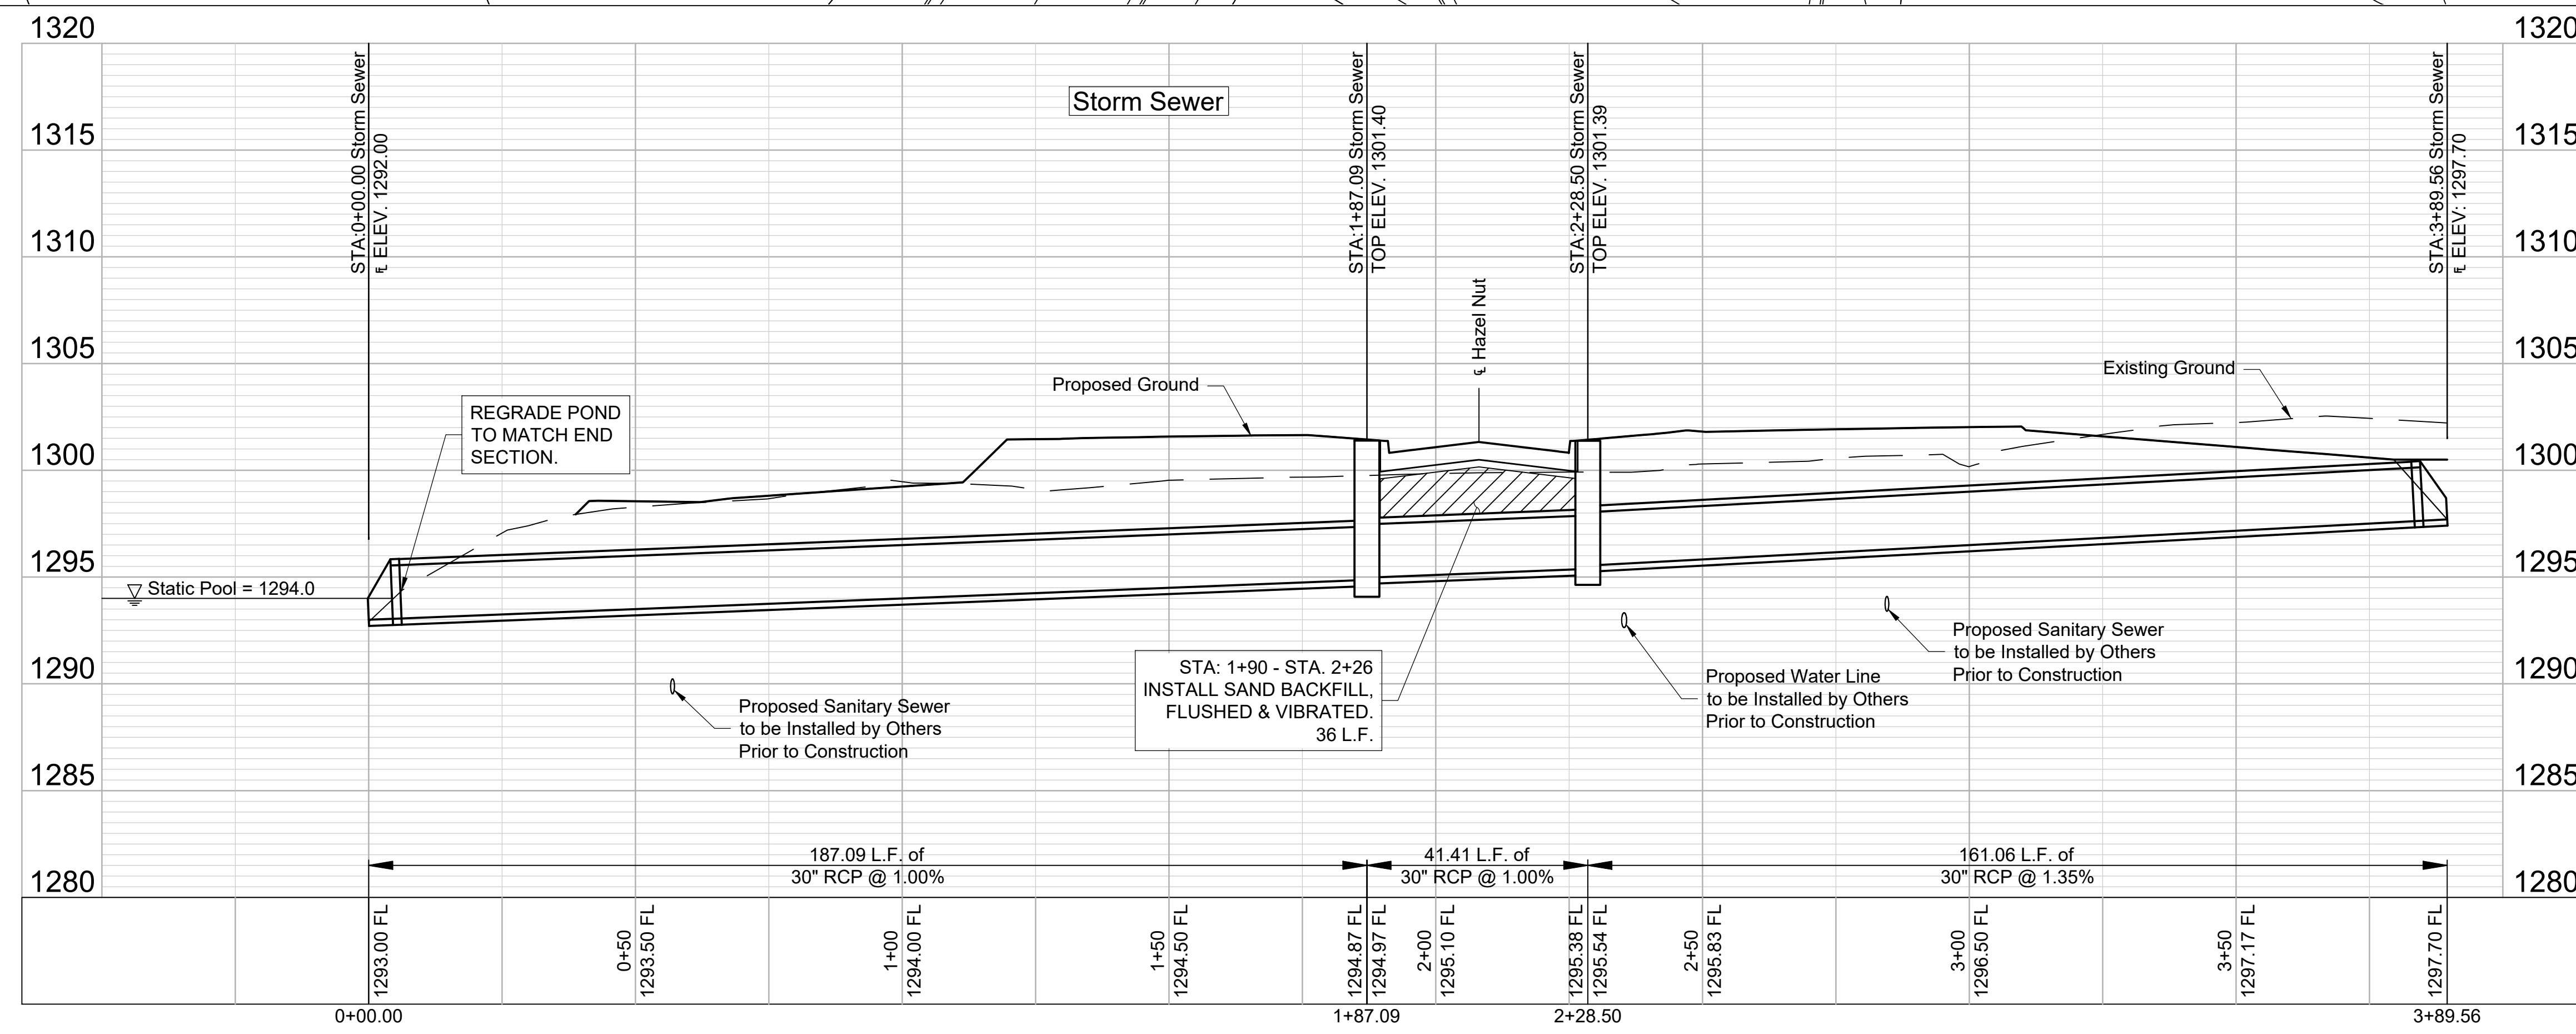 1320
1320
STA:0+00.00 Storm Sewer
℄ ELEV. 1292.00
Storm Sewer
STA:1+87.09 Storm Sewer
TOP ELEV. 1301.40
STA:2+28.50 Storm Sewer
TOP ELEV. 1301.39
STA:3+89.56 Storm Sewer
℄ ELEV: 1297.70
1315
1315
1310
1310
℄ Hazel Nut
1305
1305
Proposed Ground
Existing Ground
REGRADE POND
TO MATCH END
SECTION.
1300
1300
1295
1295
Static Pool = 1294.0
1290
1290
Proposed Sanitary Sewer
to be Installed by Others
Prior to Construction
STA: 1+90 - STA. 2+26
INSTALL SAND BACKFILL,
FLUSHED & VIBRATED.
36 L.F.
Proposed Water Line
to be Installed by Others
Prior to Construction
Proposed Sanitary Sewer
to be Installed by Others
Prior to Construction
1285
1285
187.09 L.F. of
30" RCP @ 1.00%
41.41 L.F. of
30" RCP @ 1.00%
161.06 L.F. of
30" RCP @ 1.35%
1280
1280
1293.00 FL
0+50
1293.50 FL
1+00
1294.00 FL
1+50
1294.50 FL
1294.87 FL
1294.97 FL
2+00
1295.10 FL
1295.38 FL
1295.54 FL
2+50
1295.83 FL
3+00
1296.50 FL
3+50
1297.17 FL
1297.70 FL
0+00.00
1+87.09
2+28.50
3+89.56